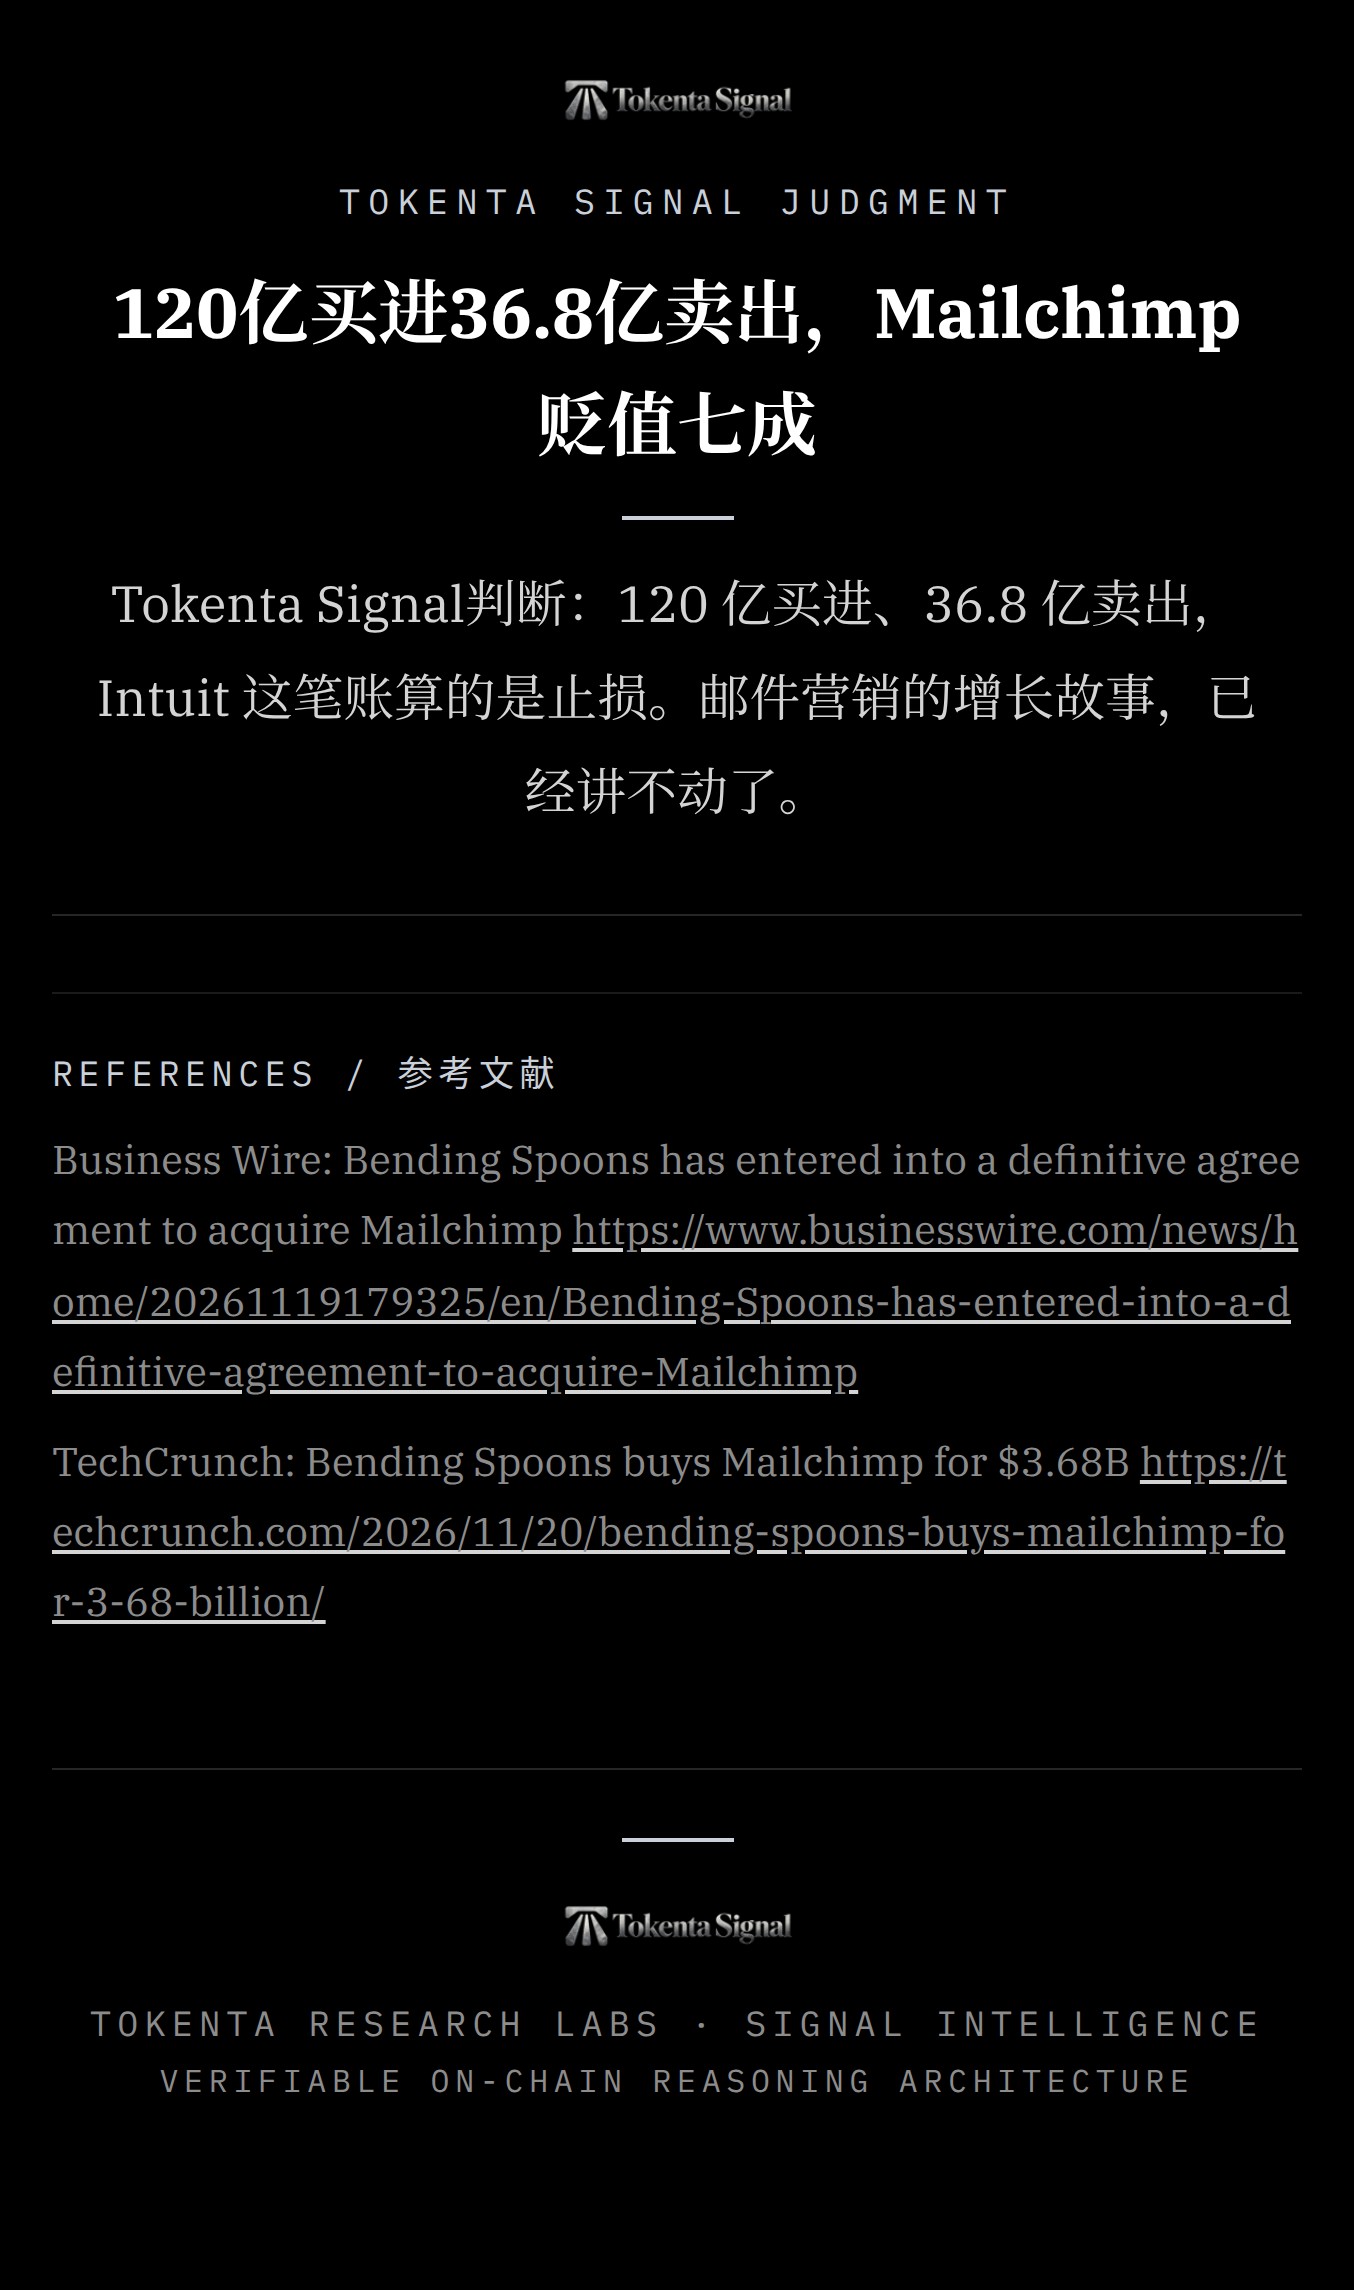 Tokenta Signal
TOKENTA SIGNAL JUDGMENT
120亿买进36.8亿卖出，Mailchimp
贬值七成
Tokenta Signal判断：120 亿买进、36.8 亿卖出，
Intuit 这笔账算的是止损。邮件营销的增长故事，已
经讲不动了。
REFERENCES / 参考文献
Business Wire: Bending Spoons has entered into a definitive agree
ment to acquire Mailchimp https://www.businesswire.com/news/h
ome/20261119179325/en/Bending-Spoons-has-entered-into-a-d
efinitive-agreement-to-acquire-Mailchimp
TechCrunch: Bending Spoons buys Mailchimp for $3.68B https://t
echcrunch.com/2026/11/20/bending-spoons-buys-mailchimp-fo
r-3-68-billion/
Tokenta Signal
TOKENTA RESEARCH LABS · SIGNAL INTELLIGENCE
VERIFIABLE ON-CHAIN REASONING ARCHITECTURE